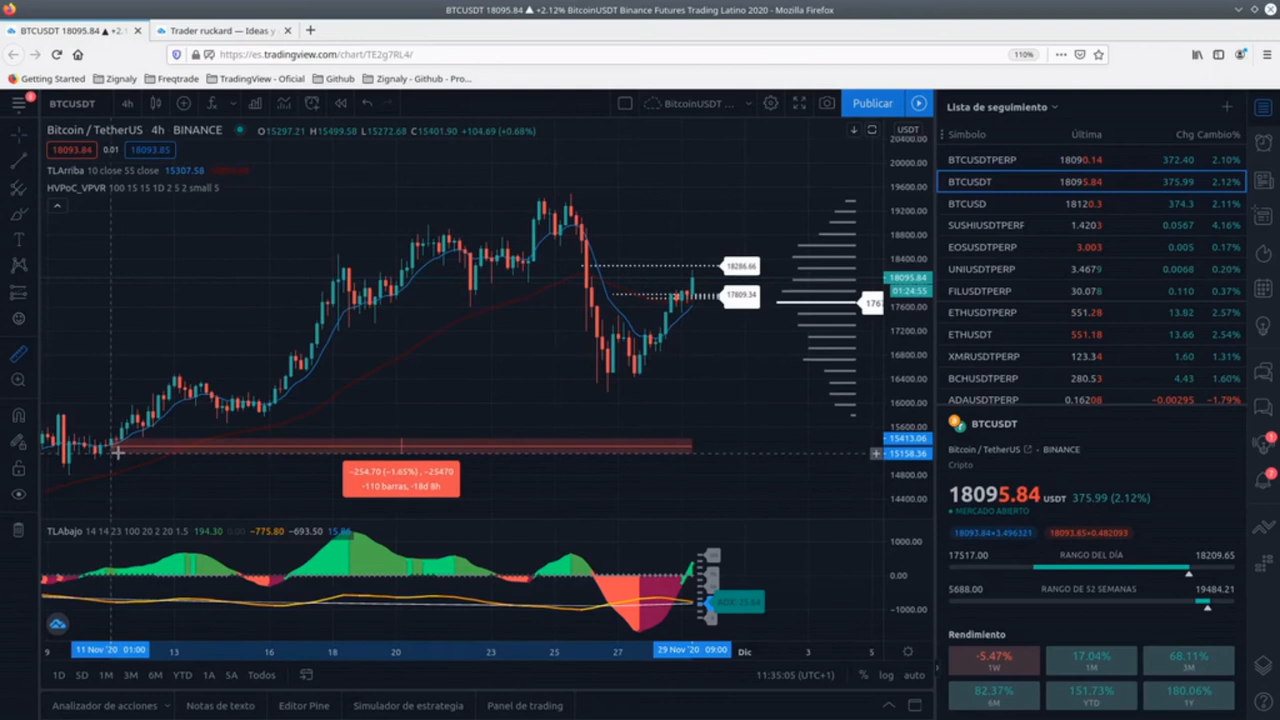 BTCUSDT 18095.84 ▲ +2.12% BitcoinUSDT Binance Futures Trading Latino 2020 - Mozilla Firefox
BTCUSDT 18095.84 ▲ +2.1
Trader ruckard — Ideas y
https://es.tradingview.com/chart/TE2g7RL4/
110%
Getting Started
Zignaly
Freqtrade
TradingView - Oficial
Github
Zignaly - Github - Pro...
BTCUSDT
4h
BitcoinUSDT ...
Publicar
Bitcoin / TetherUS 4h BINANCE
O15297.21 H15499.58 L15272.68 C15401.90 +104.69 (+0.68%)
18093.84
0.01
18093.85
TLArriba 10 close 55 close 15307.58
HVPoC_VPVR 100 15 15 1D 2 5 2 small 5
USDT
20400.00
20000.00
19600.00
19200.00
18800.00
18400.00
18095.84
01:24:55
17600.00
17200.00
16800.00
16400.00
16000.00
15600.00
15413.06
15158.36
14800.00
14400.00
18286.66
17809.34
−254.70 (−1.65%) , −25470
-110 barras, -18d 8h
TLAbajo 14 14 23 100 20 2 20 1.5 194.30 0.00 −775.80 −693.50
1000.00
0.00
−1000.00
9
11 Nov '20 01:00
13
16
18
20
23
25
27
29 Nov '20 09:00
Dic
3
5
1D
5D
1M
3M
6M
YTD
1A
5A
Todos
11:35:05 (UTC+1)
%
log
auto
Analizador de acciones
Notas de texto
Editor Pine
Simulador de estrategia
Panel de trading
Lista de seguimiento
Símbolo
Última
Chg
Cambio%
BTCUSDTPERP 18090.14 372.40 2.10%
BTCUSDT 18095.84 375.99 2.12%
BTCUSD 18120.3 374.3 2.11%
SUSHIUSDTPERF 1.4203 0.0567 4.16%
EOSUSDTPERP 3.003 0.005 0.17%
UNIUSDTPERP 3.4679 0.0068 0.20%
FILUSDTPERP 30.078 0.110 0.37%
ETHUSDTPERP 551.28 13.82 2.57%
ETHUSDT 551.18 13.66 2.54%
XMRUSDTPERP 123.34 1.60 1.31%
BCHUSDTPERP 280.53 4.43 1.60%
ADAUSDTPERP 0.16208 −0.00295 −1.79%
BTCUSDT
Bitcoin / TetherUS
BINANCE
Cripto
18095.84 USDT 375.99 (2.12%)
MERCADO ABIERTO
18093.84×3.496321
18093.85×0.482093
17517.00 RANGO DEL DÍA 18209.65
5688.00 RANGO DE 52 SEMANAS 19484.21
Rendimiento
-5.47%
1W
17.04%
1M
68.11%
3M
82.37%
6M
151.73%
YTD
180.06%
1Y